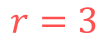 r = 3